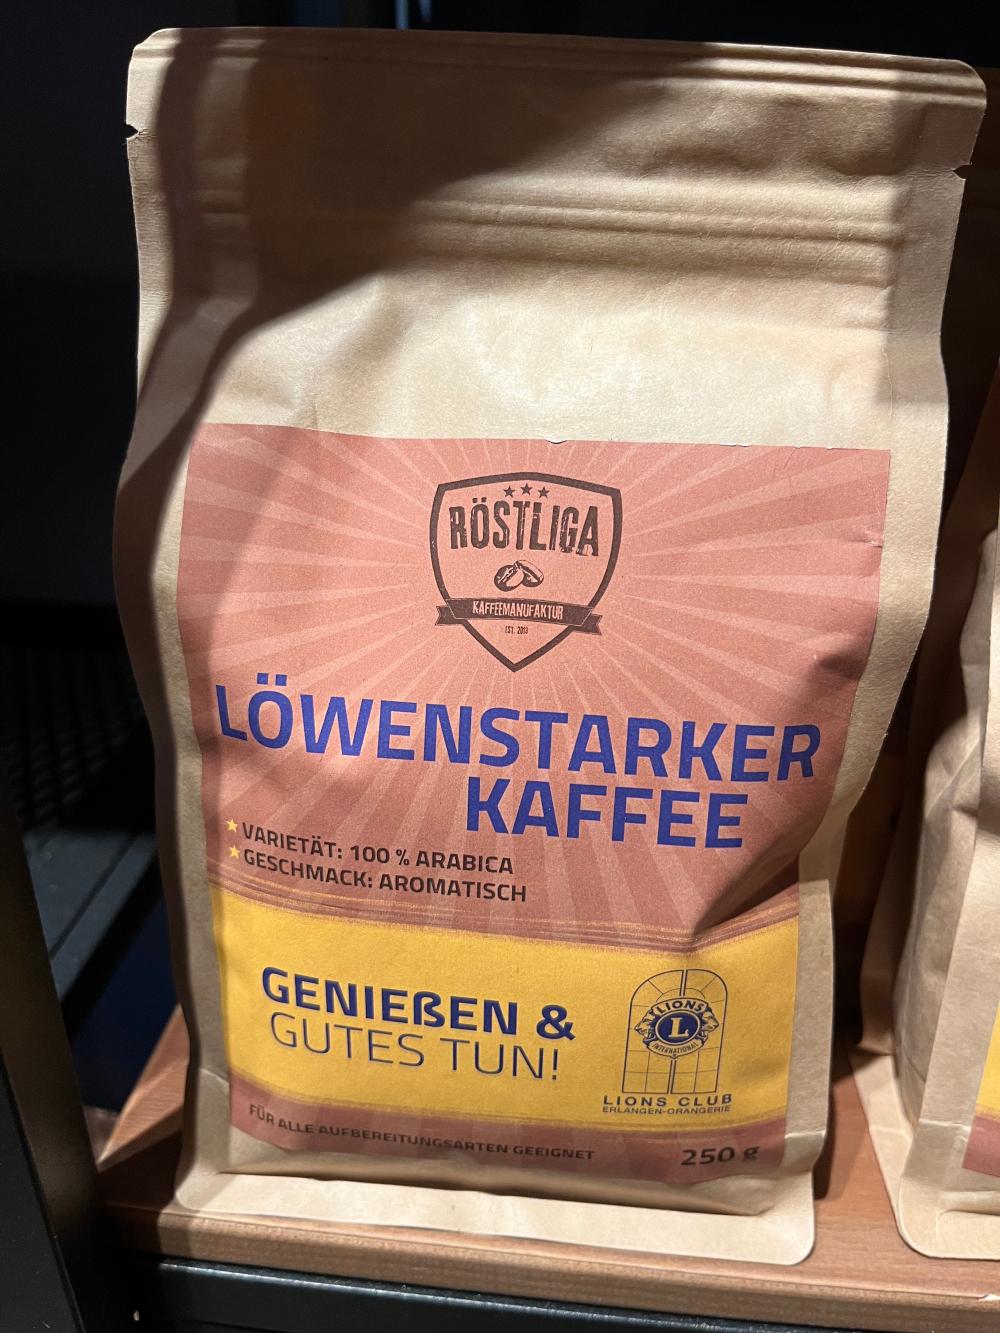 RÖSTLIGA
KAFFEEMANUFAKTUR
EST. 2013
LÖWENSTARKER
KAFFEE
VARIETÄT: 100 % ARABICA
GESCHMACK: AROMATISCH
GENIEßEN &
GUTES TUN!
LIONS
L
INTERNATIONAL
LIONS CLUB
ERLANGEN-ORANGERIE
FÜR ALLE AUFBEREITUNGSARTEN GEEIGNET
250 g